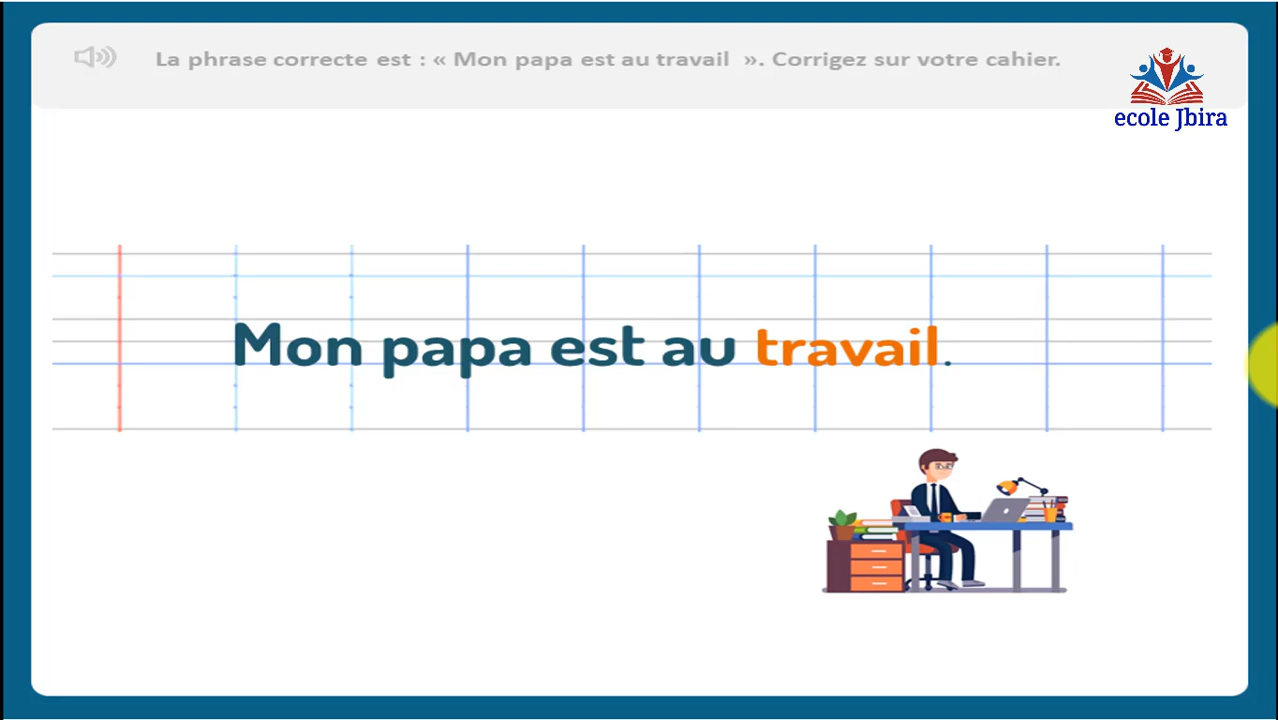 La phrase correcte est : « Mon papa est au travail  ». Corrigez sur votre cahier.
ecole Jbira
Mon papa est au travail.